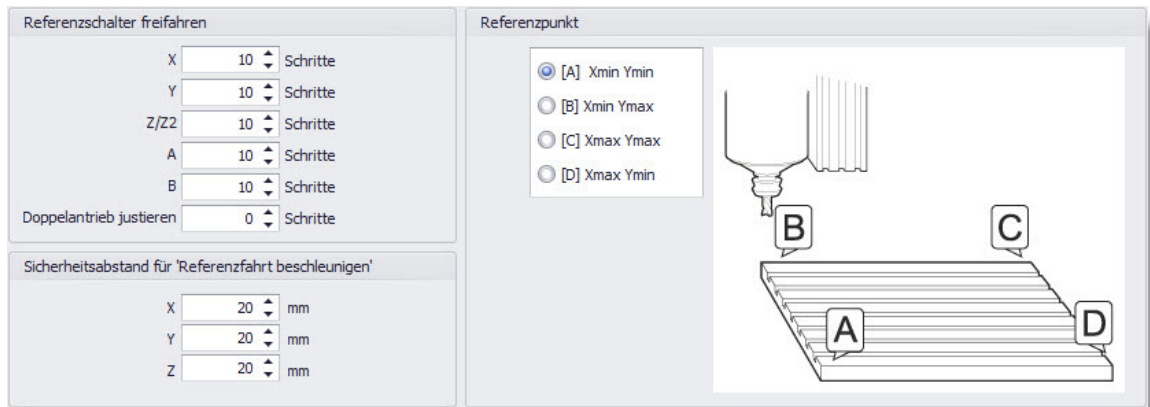 Referenzschalter freifahren
X 10 Schritte
Y 10 Schritte
Z/Z2 10 Schritte
A 10 Schritte
B 10 Schritte
Doppelantrieb justieren 0 Schritte
Sicherheitsabstand für 'Referenzfahrt beschleunigen'
X 20 mm
Y 20 mm
Z 20 mm
Referenzpunkt
[A] Xmin Ymin
[B] Xmin Ymax
[C] Xmax Ymax
[D] Xmax Ymin
B C
A D